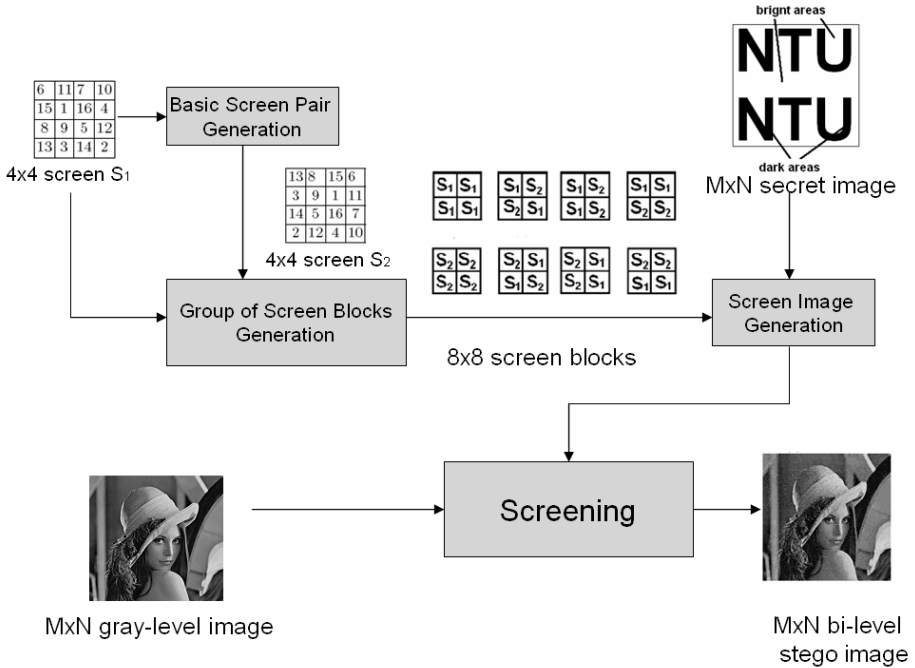 brignt areas
NTU
NTU
dark areas
MxN secret image
6 11 7 10
15 1 16 4
8 9 5 12
13 3 14 2
4x4 screen S1
Basic Screen Pair
Generation
13 8 15 6
3 9 1 11
14 5 16 7
2 12 4 10
4x4 screen S2
S1 S1 S1 S2 S1 S2 S1 S1
S1 S1 S2 S1 S1 S2 S2 S2
S2 S2 S2 S1 S2 S1 S2 S2
S2 S2 S1 S2 S2 S1 S1 S1
Group of Screen Blocks
Generation
8x8 screen blocks
Screen Image
Generation
Screening
MxN gray-level image
MxN bi-level
stego image